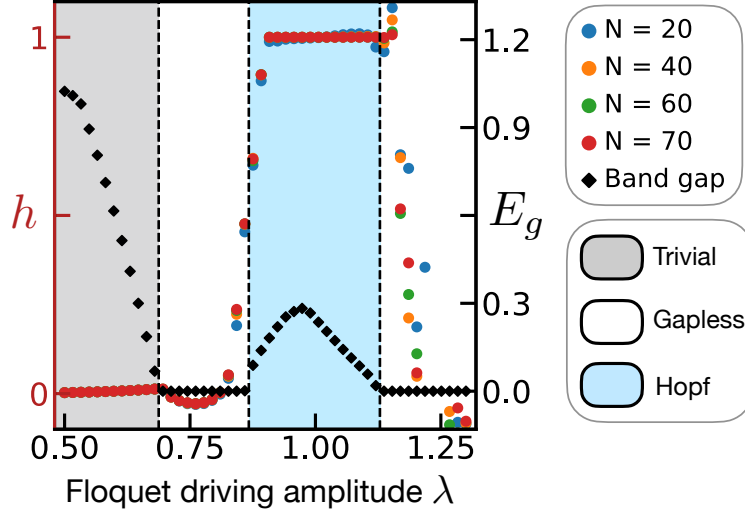 1
0
h
1.2
0.9
0.3
0.0
E_g
0.50
0.75
1.00
1.25
Floquet driving amplitude λ
N = 20
N = 40
N = 60
N = 70
Band gap
Trivial
Gapless
Hopf